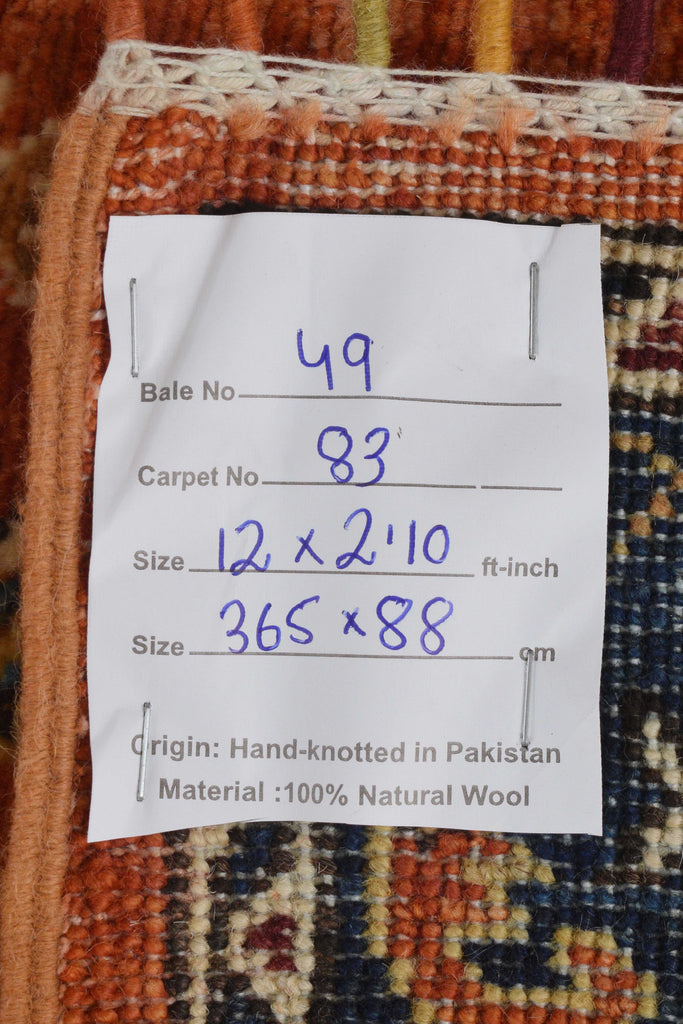 Bale No 49
Carpet No 83
Size 12 x 2'10 ft-inch
Size 365 x 88 cm
Origin: Hand-knotted in Pakistan
Material :100% Natural Wool